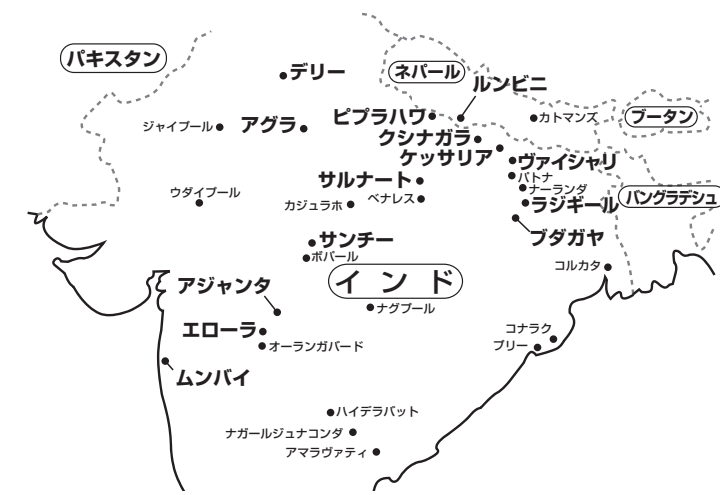 パキスタン
デリー
ネパール
ルンビニ
ジャイプール
アグラ
ピプラハワ
カトマンズ
ブータン
クシナガラ
ケッサリア
ヴァイシャリ
パトナ
サルナート
ナーランダ
ウダイプール
ベナレス
カジュラホ
ラジギール
バングラデシュ
サンチー
ブダガヤ
ボパール
コルカタ
インド
アジャンタ
ナグプール
エローラ
コナラク
オーランガバード
プリー
ムンバイ
ハイデラバット
ナガールジュナコンダ
アマラヴァティ